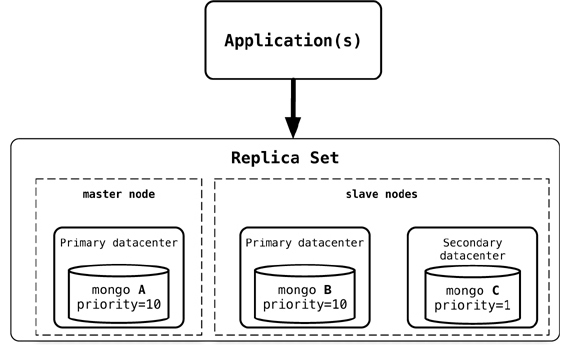 Application(s)
Replica Set
master node
slave nodes
Primary datacenter
mongo A
priority=10
Primary datacenter
mongo B
priority=10
Secondary
datacenter
mongo C
priority=1